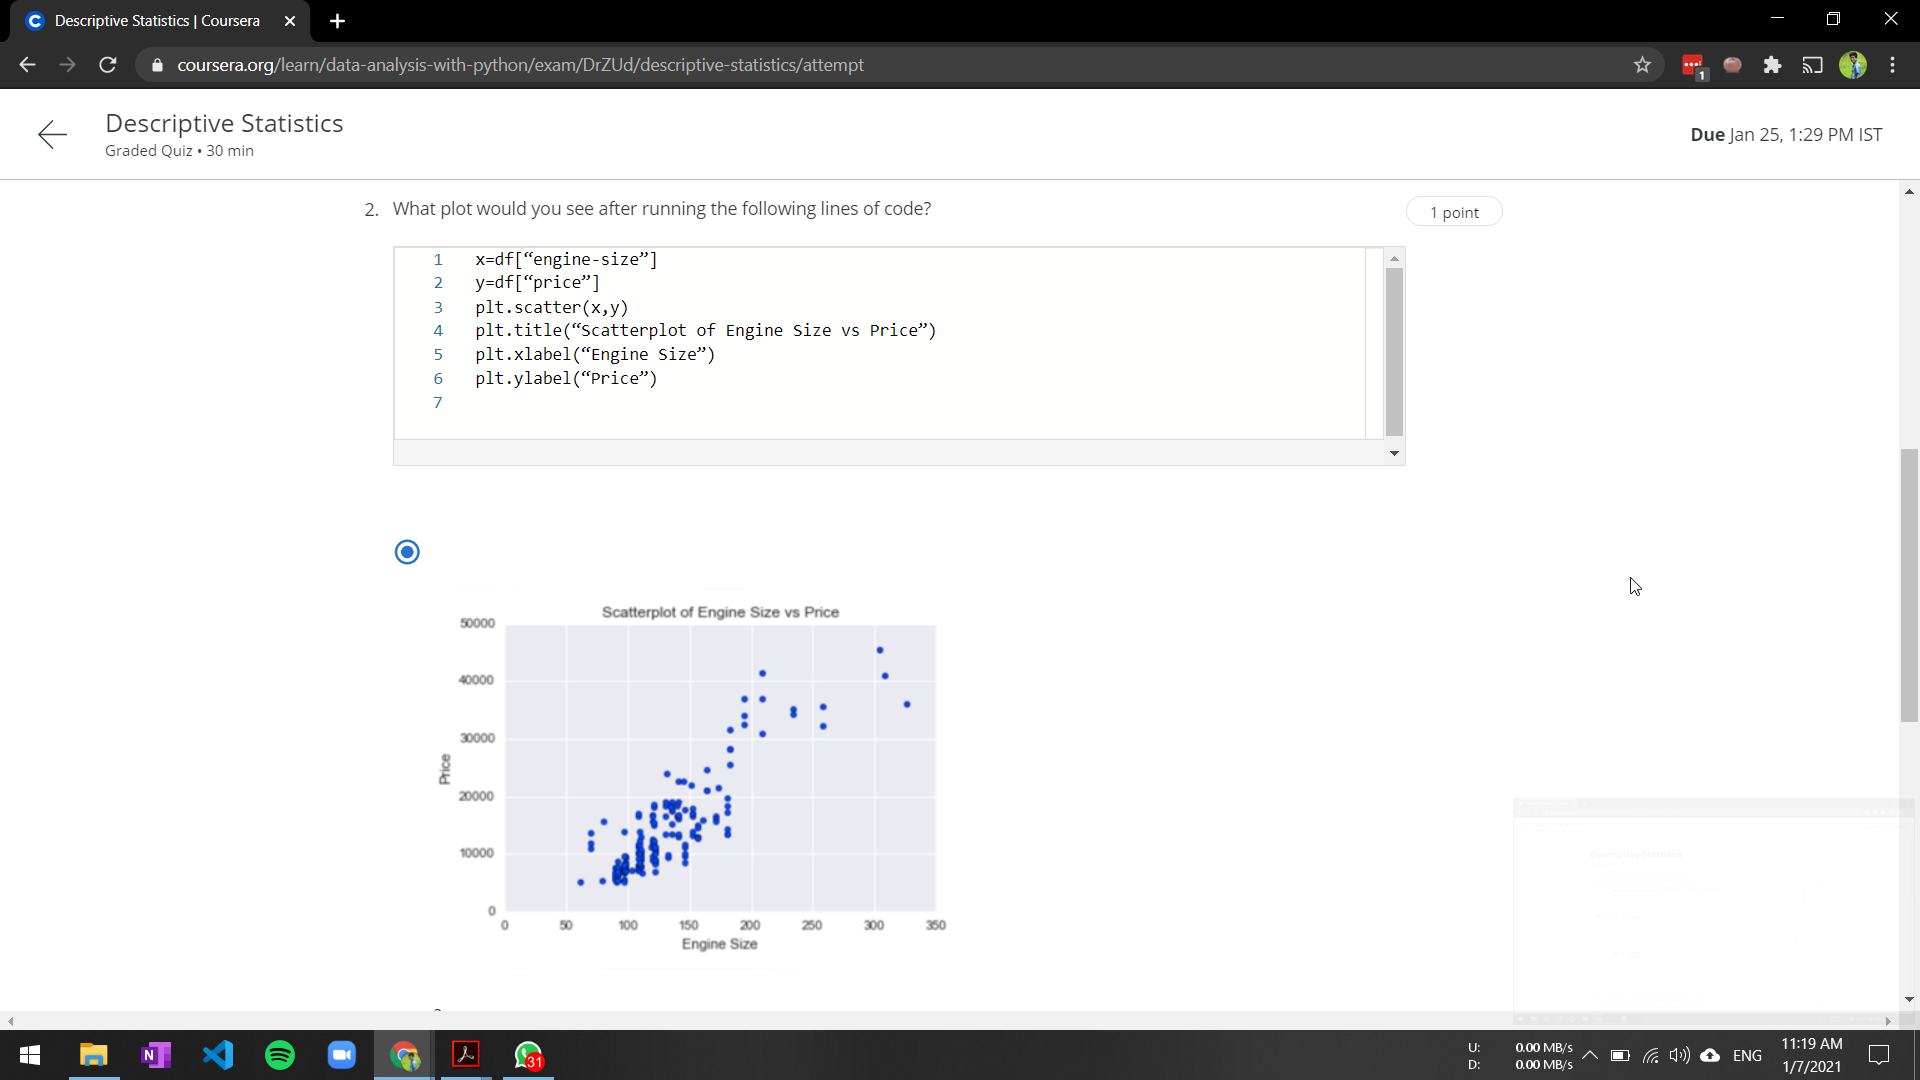 Descriptive Statistics | Coursera
coursera.org/learn/data-analysis-with-python/exam/DrZUd/descriptive-statistics/attempt
1
Descriptive Statistics
Graded Quiz • 30 min
Due Jan 25, 1:29 PM IST
2. What plot would you see after running the following lines of code?
1 point
1 x=df[“engine-size”]
2 y=df[“price”]
3 plt.scatter(x,y)
4 plt.title(“Scatterplot of Engine Size vs Price”)
5 plt.xlabel(“Engine Size”)
6 plt.ylabel(“Price”)
7
Scatterplot of Engine Size vs Price
50000
40000
30000
Price
20000
10000
0
0 50 100 150 200 250 300 350
Engine Size
31
U: 0.00 MB/s
D: 0.00 MB/s
ENG
11:19 AM
1/7/2021